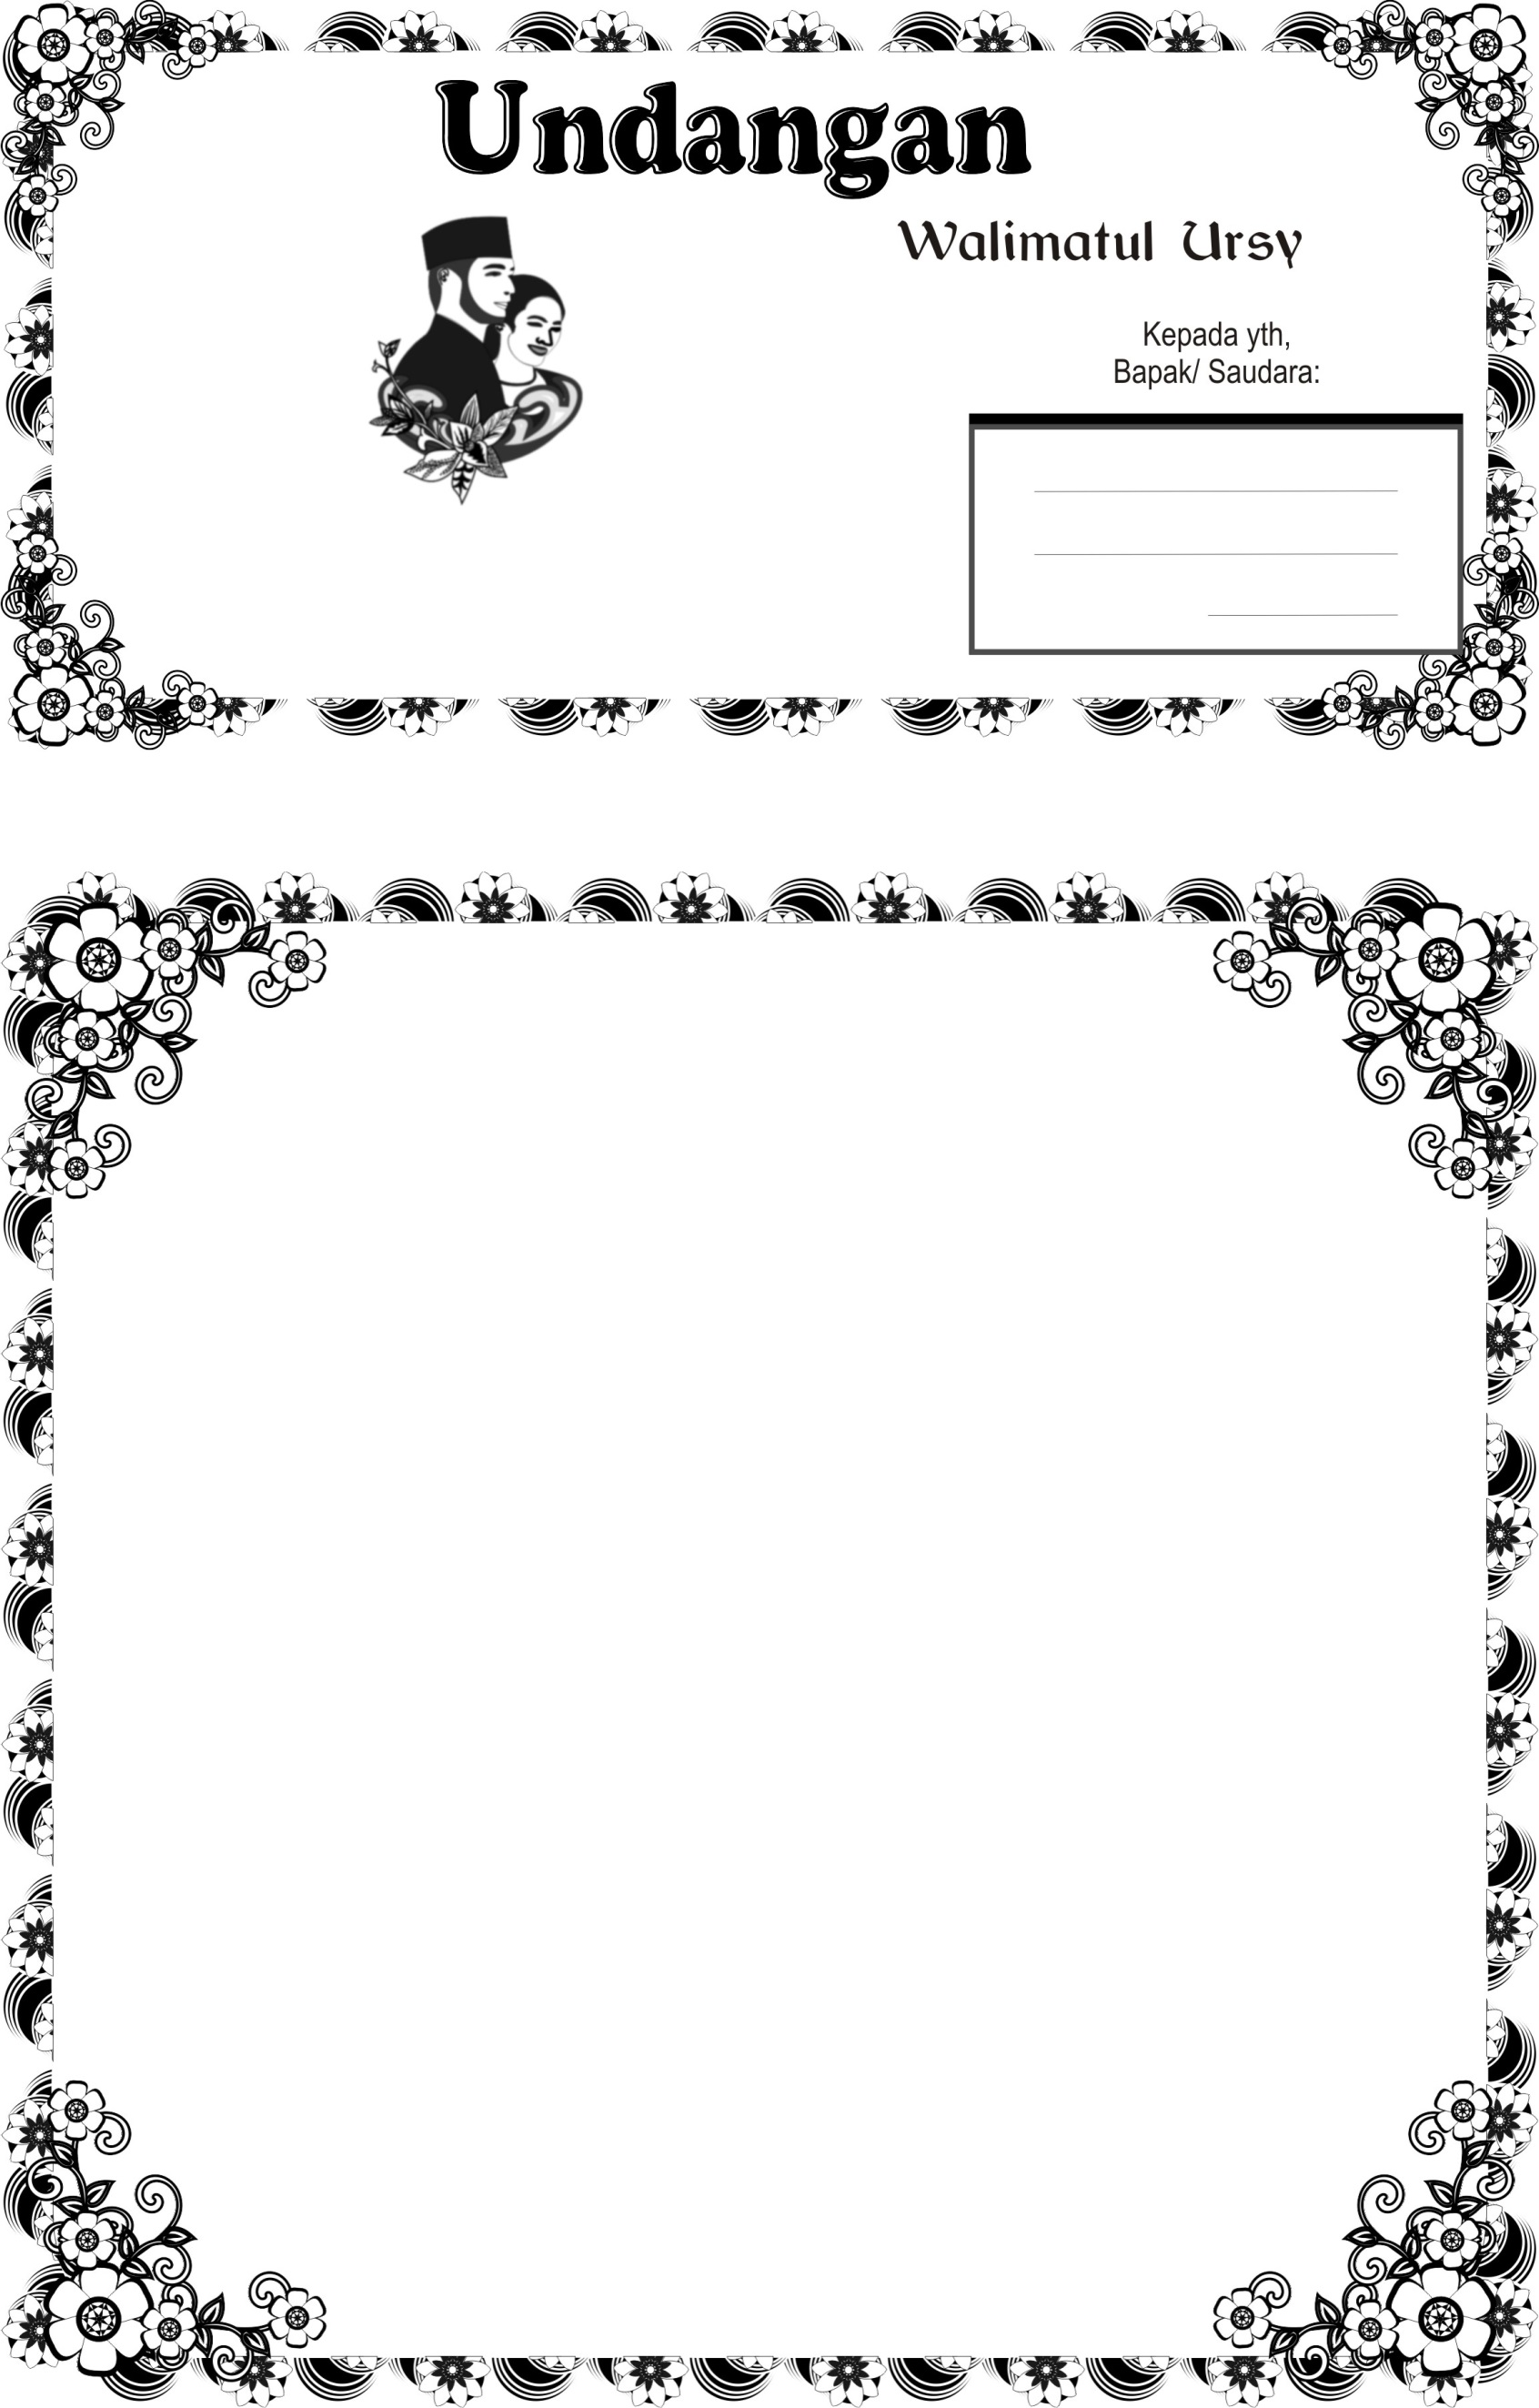 Undangan
Walimatul Ursy
Kepada yth,
Bapak/ Saudara: